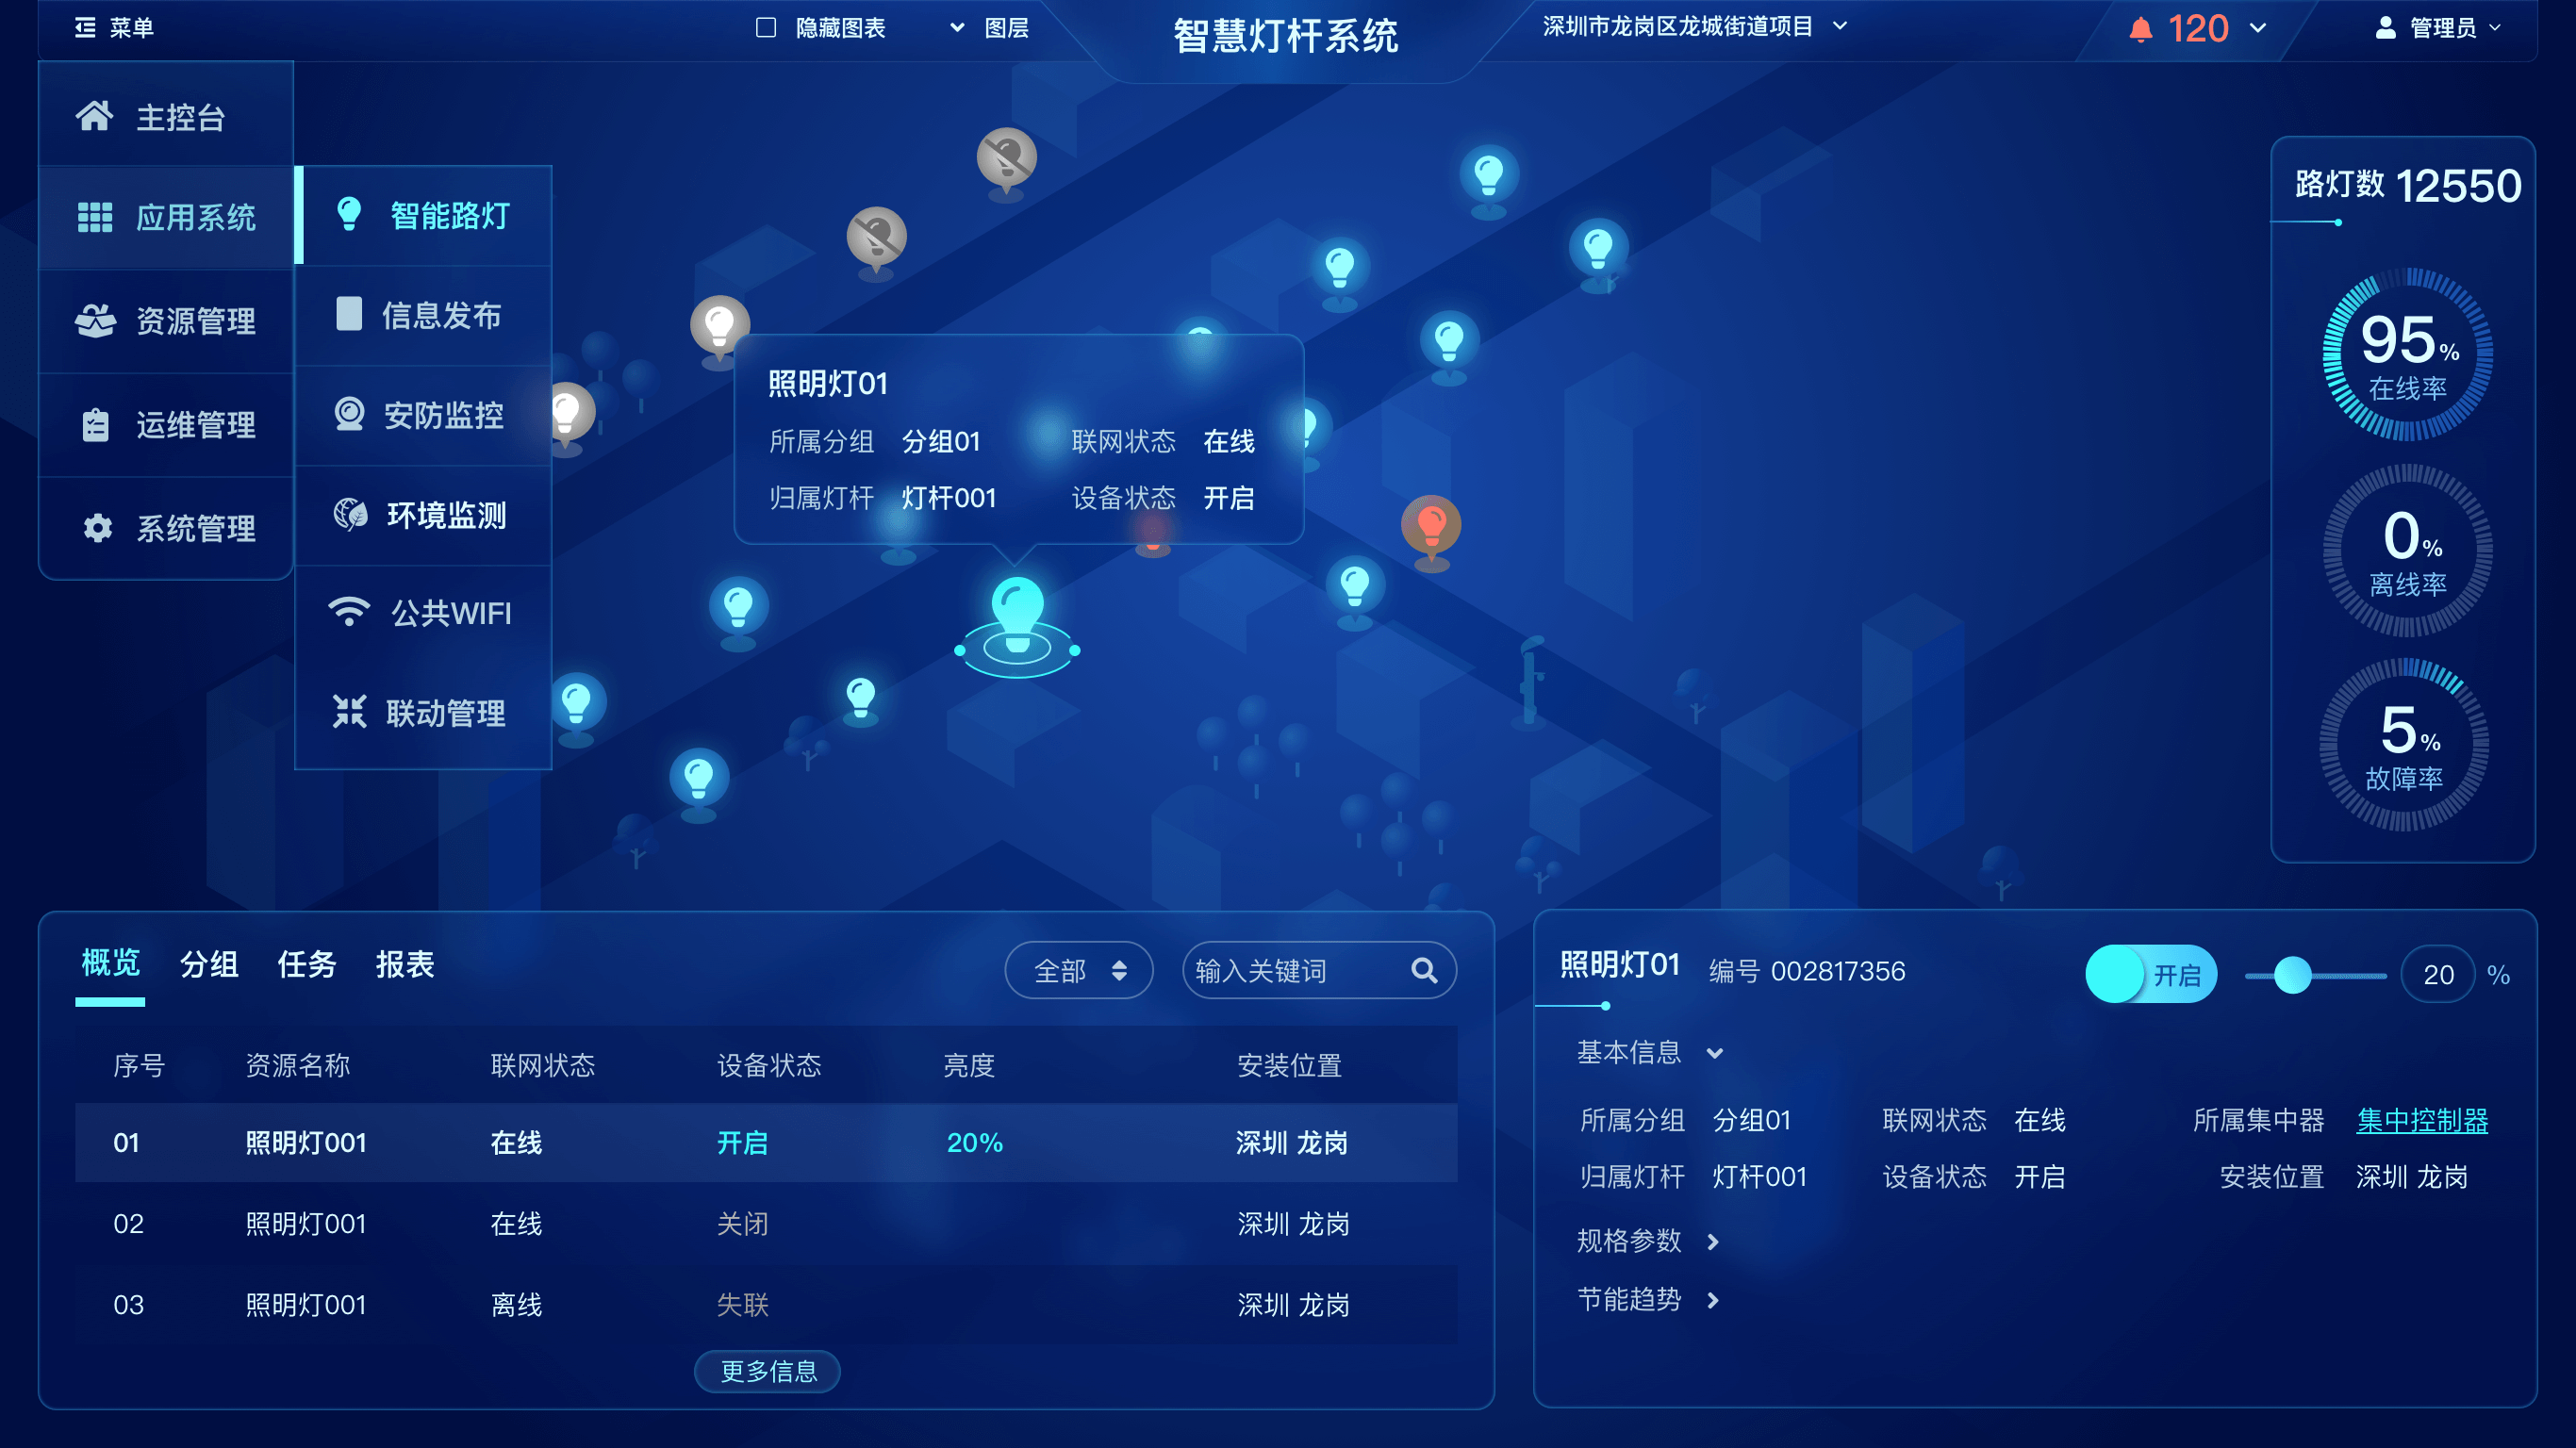 菜单
隐藏图表
图层
智慧灯杆系统
深圳市龙岗区龙城街道项目
120
管理员
主控台
应用系统
资源管理
运维管理
系统管理
智能路灯
信息发布
安防监控
环境监测
公共WIFI
联动管理
照明灯01
所属分组 分组01 联网状态 在线
归属灯杆 灯杆001 设备状态 开启
路灯数 12550
95%
在线率
0%
离线率
5%
故障率
概览 分组 任务 报表
全部
输入关键词
序号 资源名称 联网状态 设备状态 亮度 安装位置
01 照明灯001 在线 开启 20% 深圳 龙岗
02 照明灯001 在线 关闭 深圳 龙岗
03 照明灯001 离线 失联 深圳 龙岗
更多信息
照明灯01 编号 002817356
开启
20 %
基本信息
所属分组 分组01 联网状态 在线 所属集中器 集中控制器
归属灯杆 灯杆001 设备状态 开启 安装位置 深圳 龙岗
规格参数
节能趋势